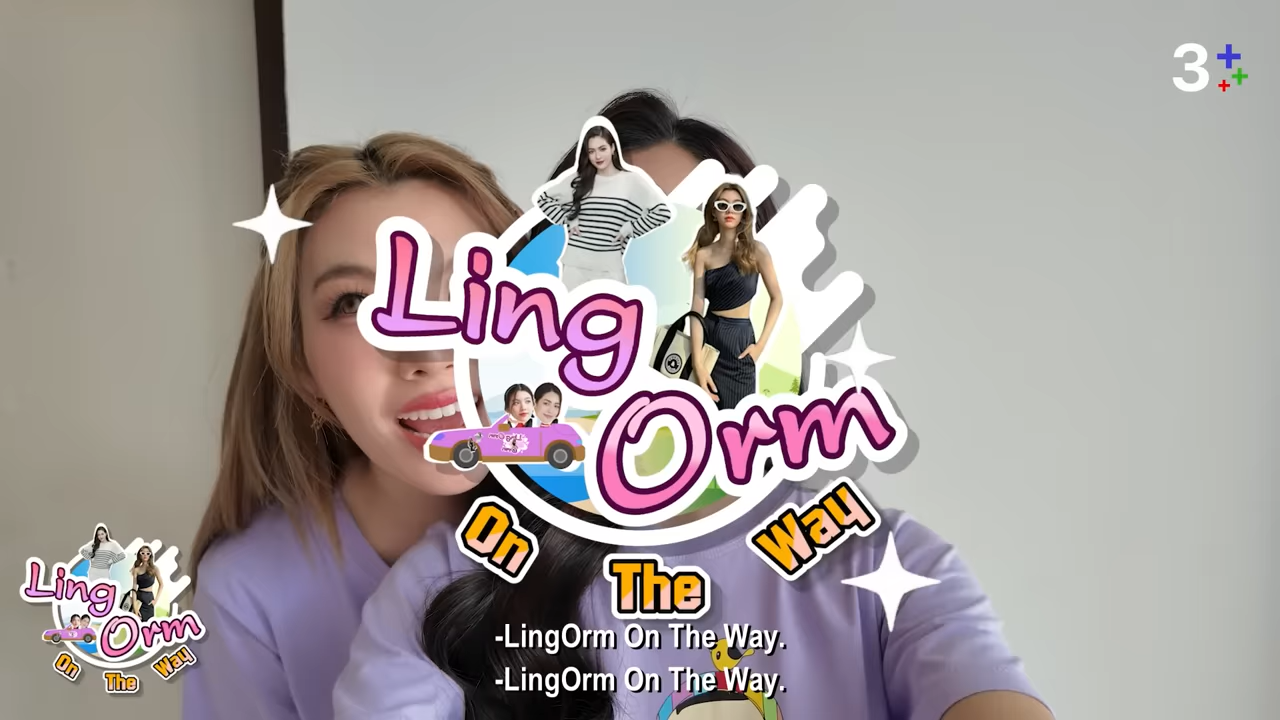 3+
Ling
Orm
On The Way
-LingOrm On The Way.
-LingOrm On The Way.
Ling
Orm
On The Way